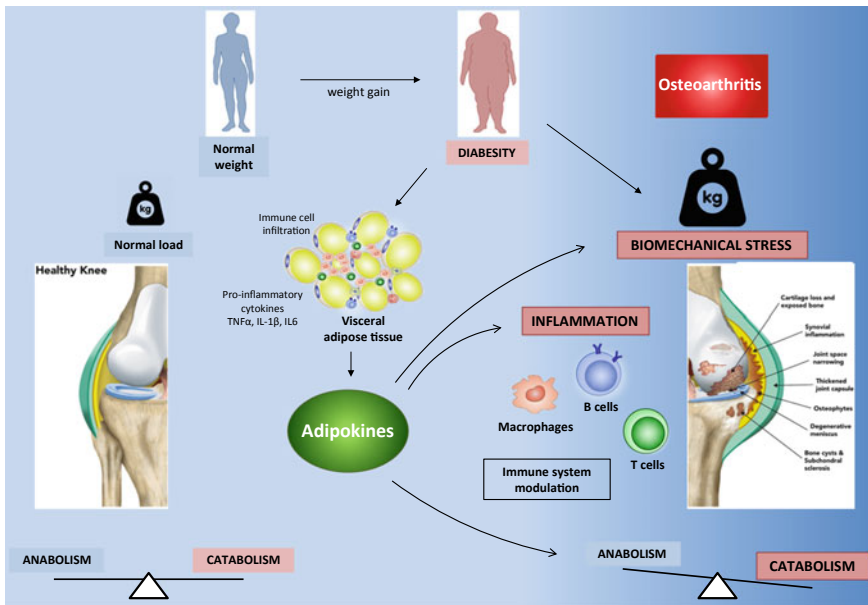 weight gain
Osteoarthritis
Normal
weight
DIABESITY
kg
Normal load
Immune cell
infiltration
kg
BIOMECHANICAL STRESS
Healthy Knee
Pro-inflammatory
cytokines
TNFα, IL-1β, IL6
Visceral
adipose tissue
INFLAMMATION
Cartilage loss and
exposed bone
Synovial
inflammation
Joint space
narrowing
Thickened
joint capsule
Osteophytes
Degenerative
meniscus
Bone cysts &
Subchondral
sclerosis
Adipokines
Macrophages
B cells
T cells
Immune system
modulation
ANABOLISM
CATABOLISM
ANABOLISM
CATABOLISM